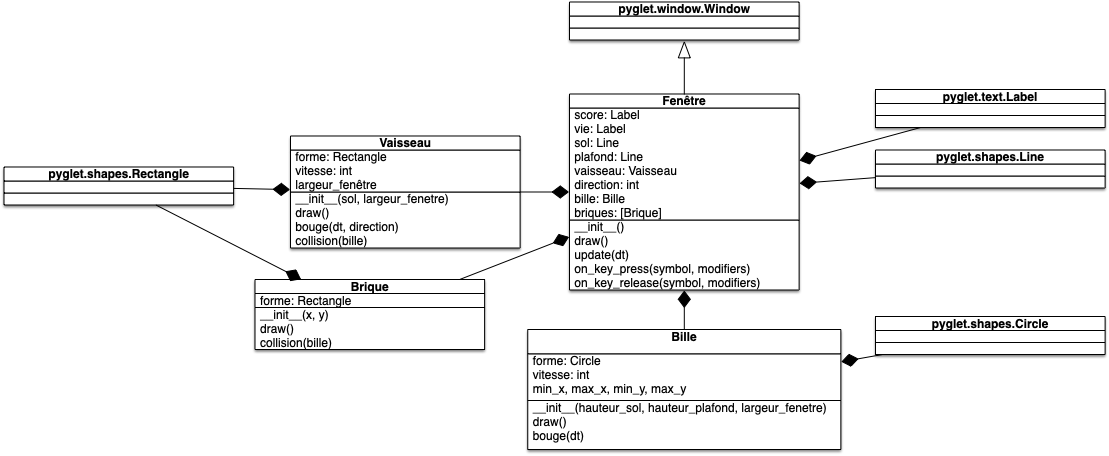 pyglet.window.Window
Fenêtre
score: Label
vie: Label
sol: Line
plafond: Line
vaisseau: Vaisseau
direction: int
bille: Bille
briques: [Brique]
__init__()
draw()
update(dt)
on_key_press(symbol, modifiers)
on_key_release(symbol, modifiers)
pyglet.text.Label
pyglet.shapes.Line
Vaisseau
forme: Rectangle
vitesse: int
largeur_fenêtre
__init__(sol, largeur_fenetre)
draw()
bouge(dt, direction)
collision(bille)
pyglet.shapes.Rectangle
Brique
forme: Rectangle
__init__(x, y)
draw()
collision(bille)
Bille
forme: Circle
vitesse: int
min_x, max_x, min_y, max_y
__init__(hauteur_sol, hauteur_plafond, largeur_fenetre)
draw()
bouge(dt)
pyglet.shapes.Circle